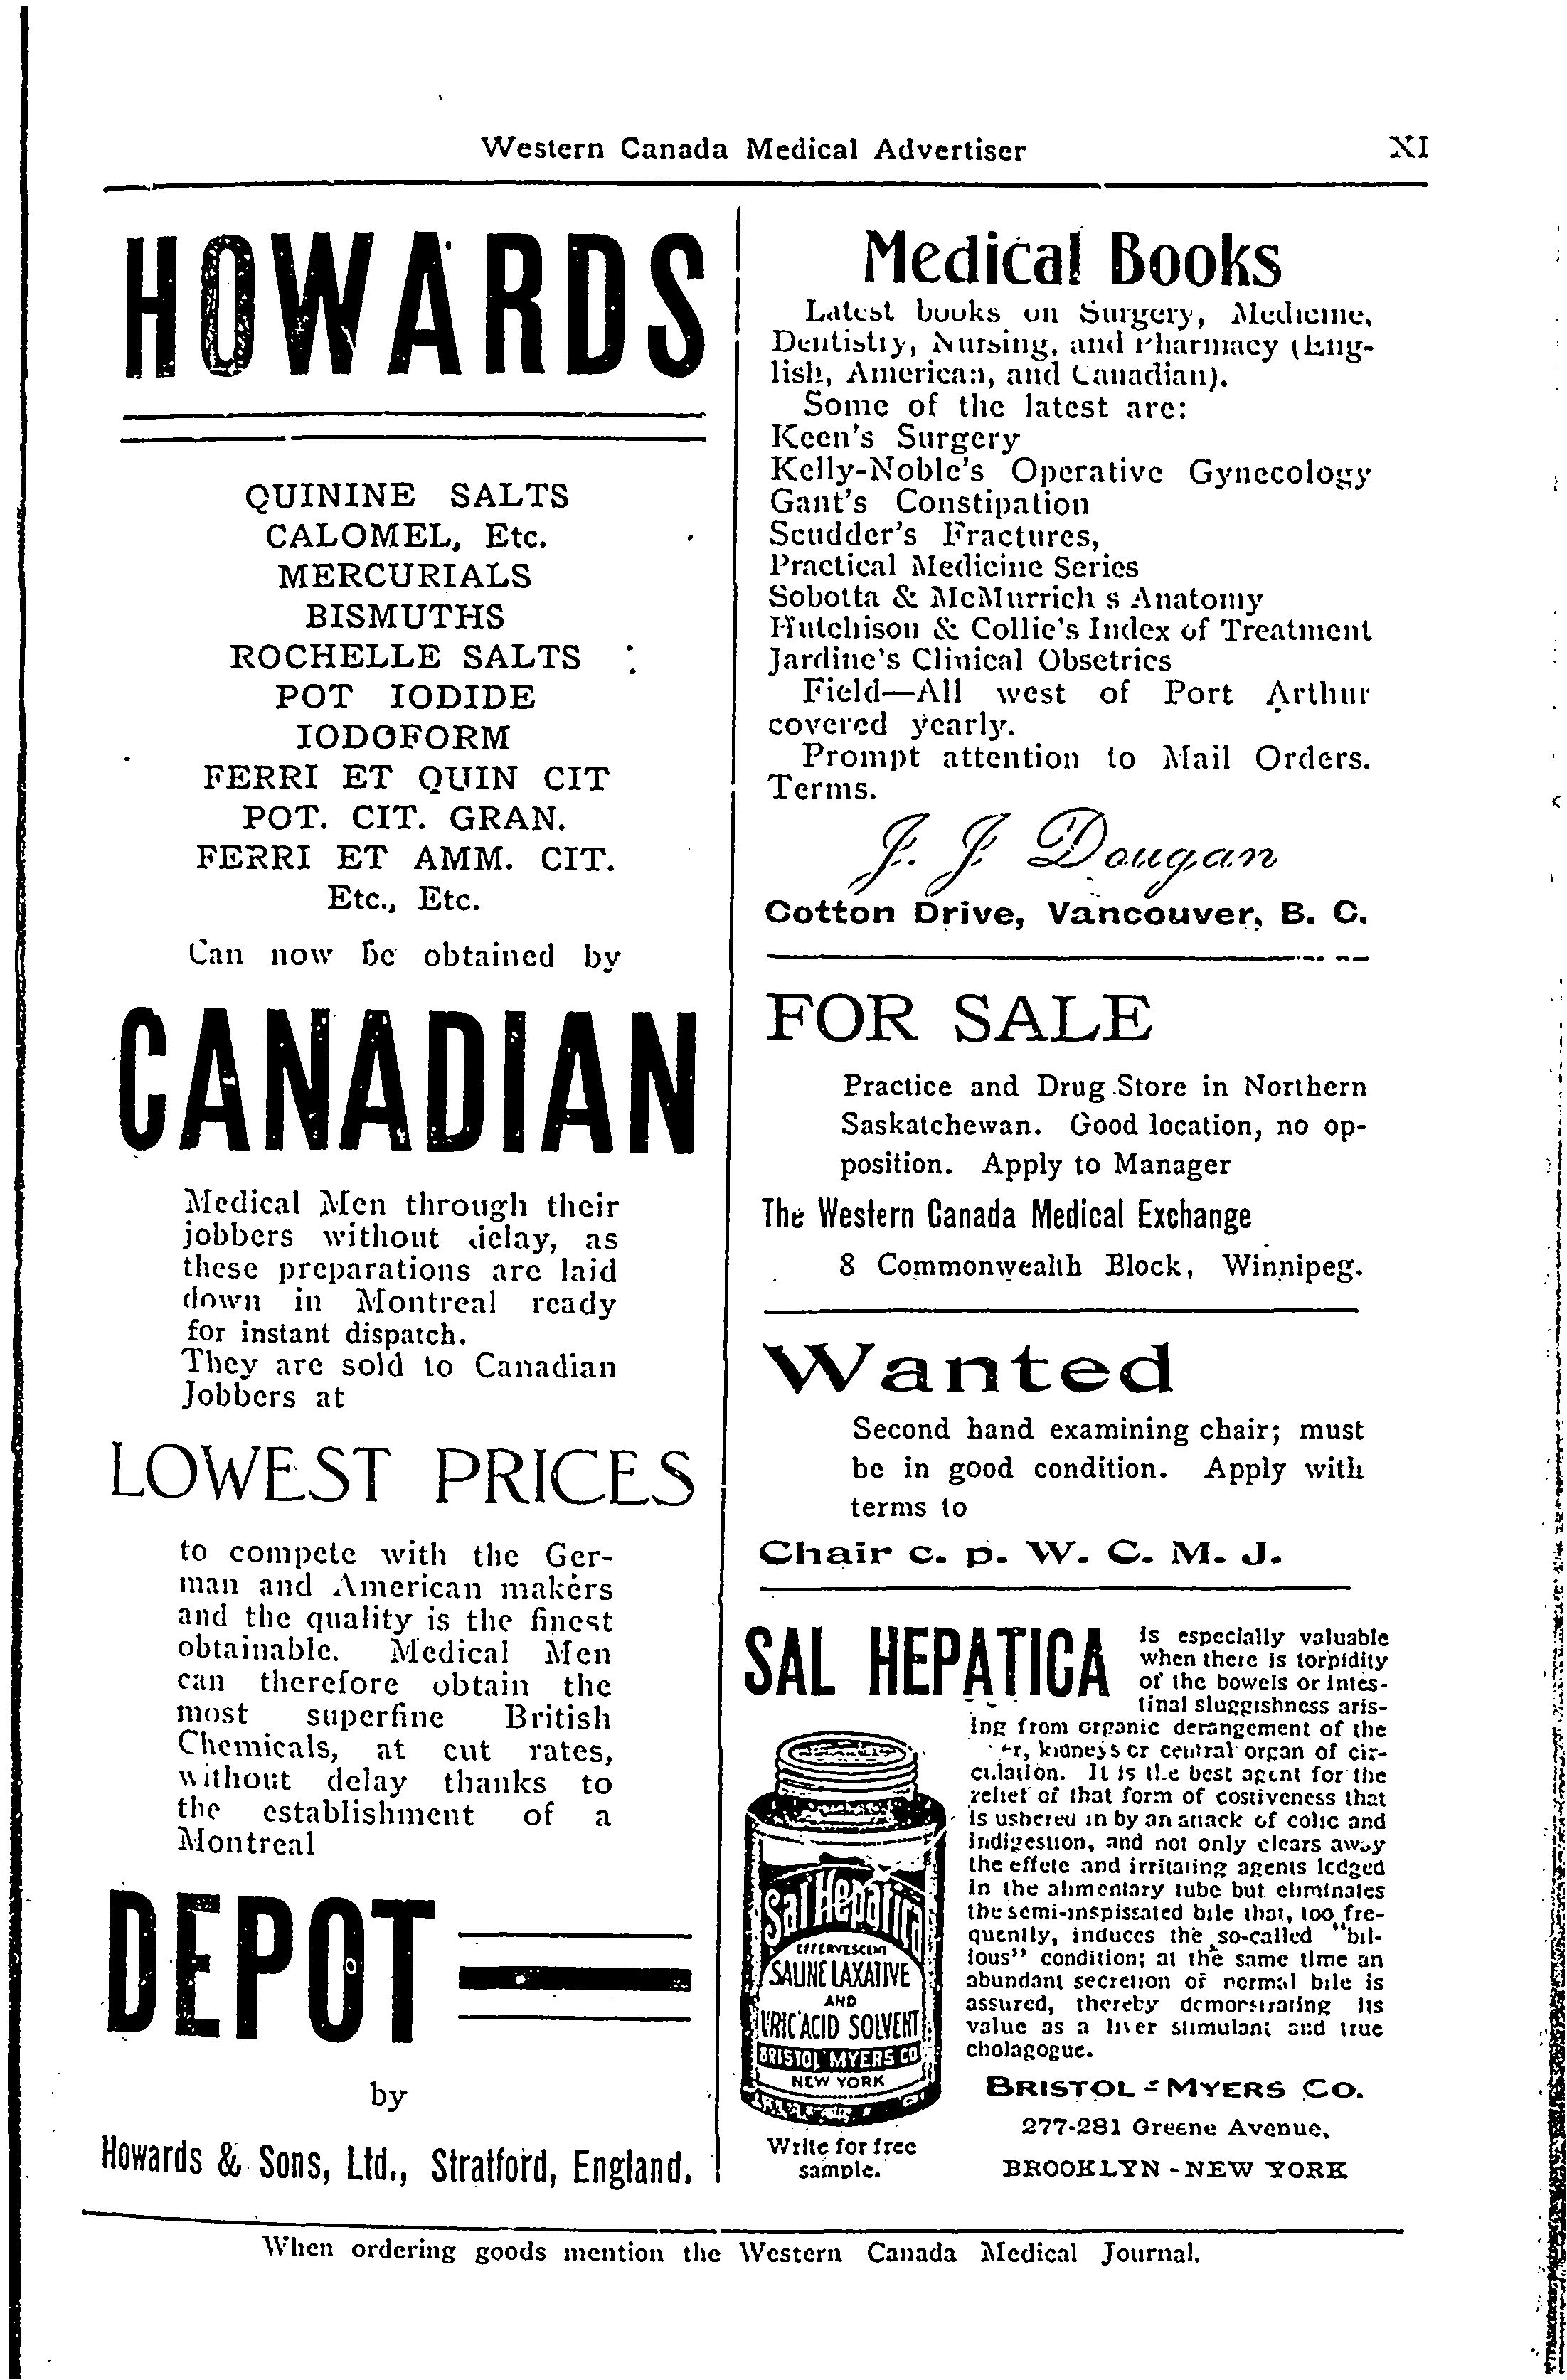 Western Canada Medical Advertiser XI
HOWARDS
QUININE SALTS
CALOMEL, Etc.
MERCURIALS
BISMUTHS
ROCHELLE SALTS
POT IODIDE
IODOFORM
FERRI ET QUIN CIT
POT. CIT. GRAN.
FERRI ET AMM. CIT.
Etc., Etc.
Can now be obtained by
CANADIAN
Medical Men through their
jobbers without delay, as
these preparations are laid
down in Montreal ready
for instant dispatch.
They are sold to Canadian
Jobbers at
LOWEST PRICES
to compete with the Ger-
man and American makers
and the quality is the finest
obtainable. Medical Men
can therefore obtain the
most superfine British
Chemicals, at cut rates,
without delay thanks to
the establishment of a
Montreal
DEPOT
by
Howards & Sons, Ltd., Stratford, England.
Medical Books
Latest books on Surgery, Medicine,
Dentistry, Nursing, and Pharmacy (Eng-
lish, American, and Canadian).
Some of the latest are:
Keen's Surgery
Kelly-Noble's Operative Gynecology
Gant's Constipation
Scudder's Fractures,
Practical Medicine Series
Sobotta & McMurrich s Anatomy
Hutchison & Collie's Index of Treatment
Jardine's Clinical Obsetrics
Field—All west of Port Arthur
covered yearly.
Prompt attention to Mail Orders.
Terms.
J. J Dougan
Cotton Drive, Vancouver, B. C.
FOR SALE
Practice and Drug Store in Northern
Saskatchewan. Good location, no op-
position. Apply to Manager
The Western Canada Medical Exchange
8 Commonwealth Block, Winnipeg.
Wanted
Second hand examining chair; must
be in good condition. Apply with
terms to
Chair c. p. W. C. M. J.
SAL HEPATICA
is especially valuable
when there is torpidity
of the bowels or intes-
tinal sluggishness aris-
ing from organic derangement of the
kidneys or central organ of cir-
culation. It is the best agent for the
relief of that form of costiveness that
is ushered in by an attack of colic and
indigestion, and not only clears away
the effete and irritating agents lodged
in the alimentary tube but eliminates
the semi-inspissated bile that, too fre-
quently, induces the so-called "bil-
ious" condition; at the same time an
abundant secretion of normal bile is
assured, thereby demonstrating its
value as a liver stimulant and true
cholagogue.
Sal Hepatica
EFFERVESCENT
SALINE LAXATIVE
AND
URIC ACID SOLVENT
BRISTOL MYERS CO
NEW YORK
Write for free
sample.
BRISTOL-MYERS CO.
277-281 Greene Avenue,
BROOKLYN - NEW YORK
When ordering goods mention the Western Canada Medical Journal.